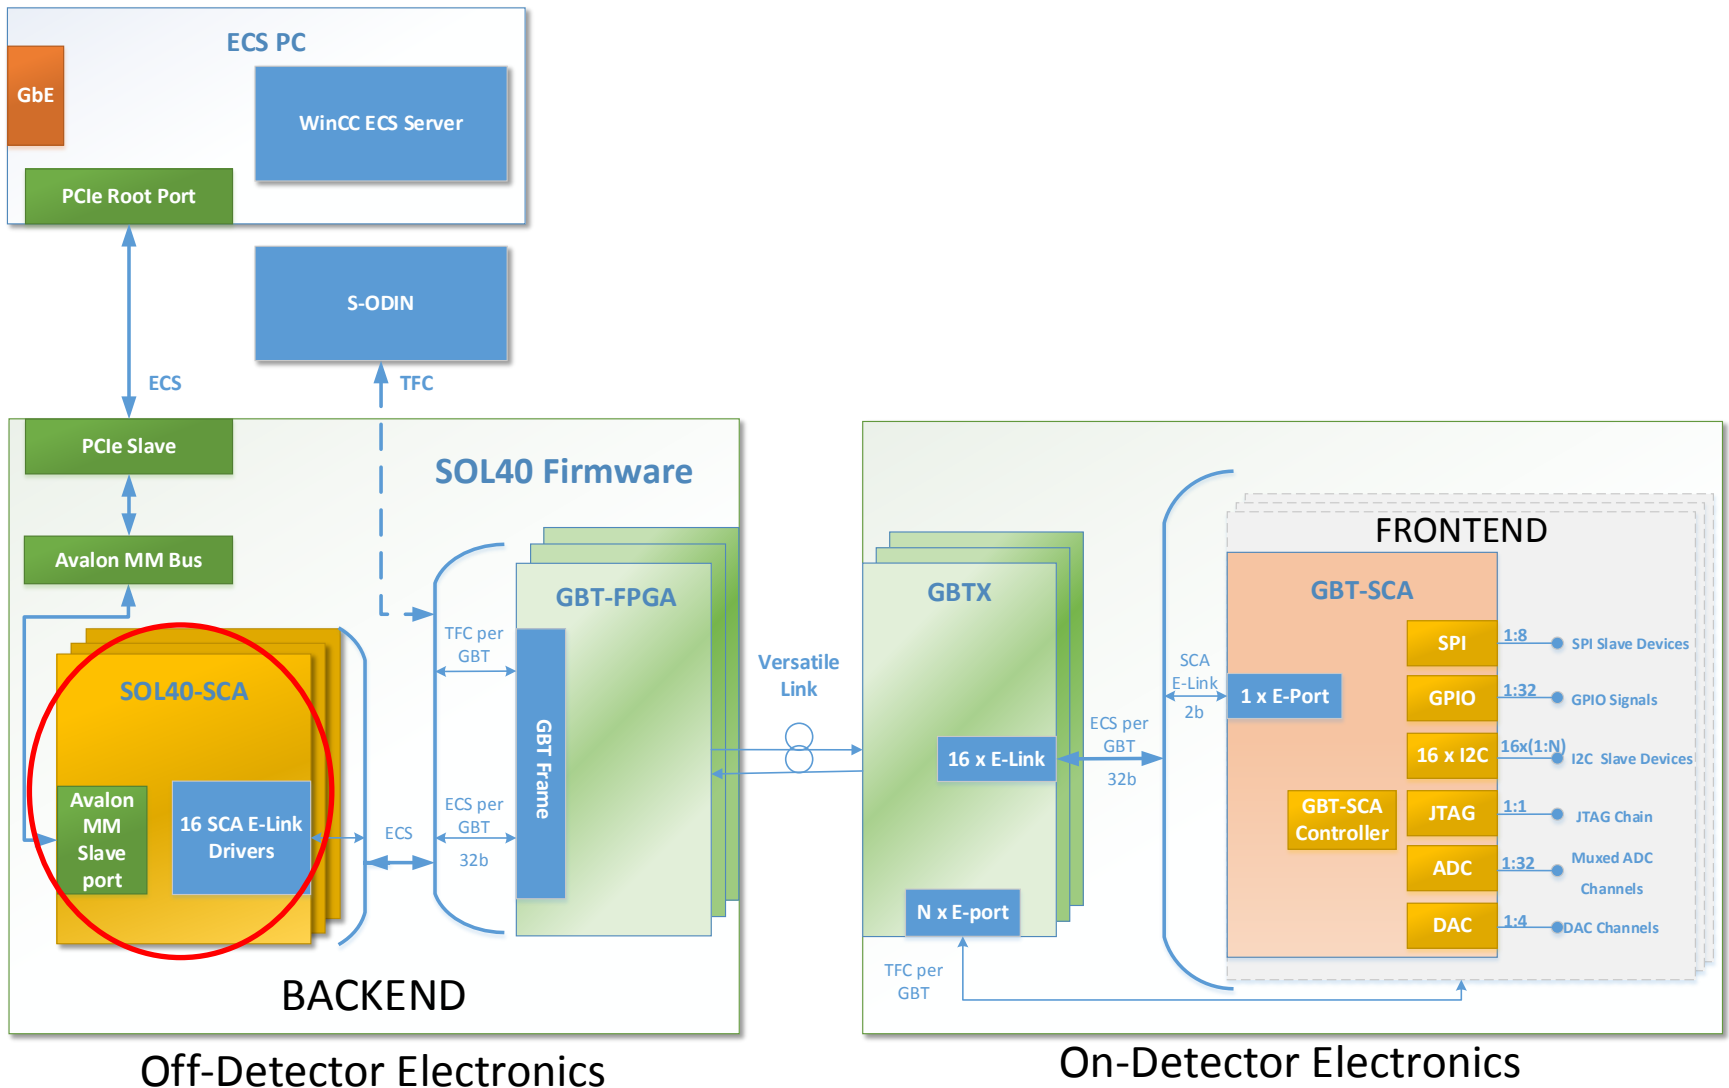 ECS PC
GbE
WinCC ECS Server
PCIe Root Port
S-ODIN
ECS
TFC
PCIe Slave
SOL40 Firmware
Avalon MM Bus
GBT-FPGA
TFC per
GBT
SOL40-SCA
GBT Frame
Avalon
MM
Slave
port
16 SCA E-Link
Drivers
ECS
ECS per
GBT
32b
BACKEND
Off-Detector Electronics
Versatile
Link
GBTX
16 x E-Link
N x E-port
TFC per
GBT
ECS per
GBT
32b
SCA
E-Link
2b
FRONTEND
GBT-SCA
1 x E-Port
GBT-SCA
Controller
SPI
1:8
SPI Slave Devices
GPIO
1:32
GPIO Signals
16 x I2C
16x(1:N)
I2C Slave Devices
JTAG
1:1
JTAG Chain
ADC
1:32
Muxed ADC
Channels
DAC
1:4
DAC Channels
On-Detector Electronics